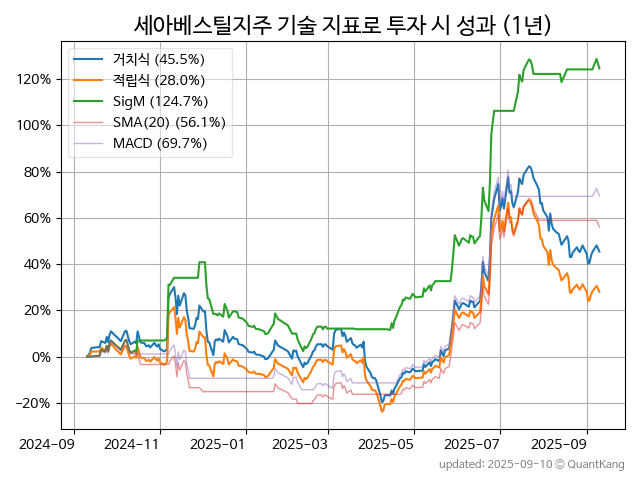 세아베스틸지주 기술 지표로 투자 시 성과 (1년)
거치식 (45.5%)
적립식 (28.0%)
SigM (124.7%)
SMA(20) (56.1%)
MACD (69.7%)
120%
100%
80%
60%
40%
20%
0%
−20%
2024-09 2024-11 2025-01 2025-03 2025-05 2025-07 2025-09
updated: 2025-09-10 © QuantKang